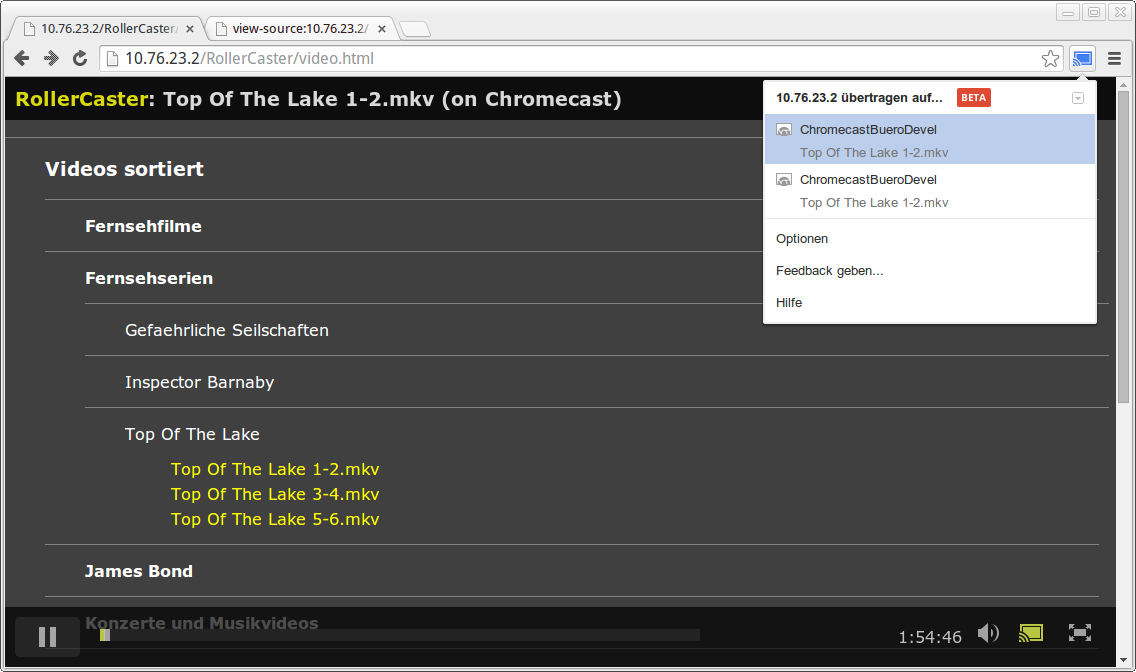 10.76.23.2/RollerCaster/
view-source:10.76.23.2/
10.76.23.2/RollerCaster/video.html
RollerCaster: Top Of The Lake 1-2.mkv (on Chromecast)
10.76.23.2 übertragen auf... BETA
ChromecastBueroDevel
Top Of The Lake 1-2.mkv
ChromecastBueroDevel
Top Of The Lake 1-2.mkv
Optionen
Feedback geben...
Hilfe
Videos sortiert
Fernsehfilme
Fernsehserien
Gefaehrliche Seilschaften
Inspector Barnaby
Top Of The Lake
Top Of The Lake 1-2.mkv
Top Of The Lake 3-4.mkv
Top Of The Lake 5-6.mkv
James Bond
Konzerte und Musikvideos
1:54:46